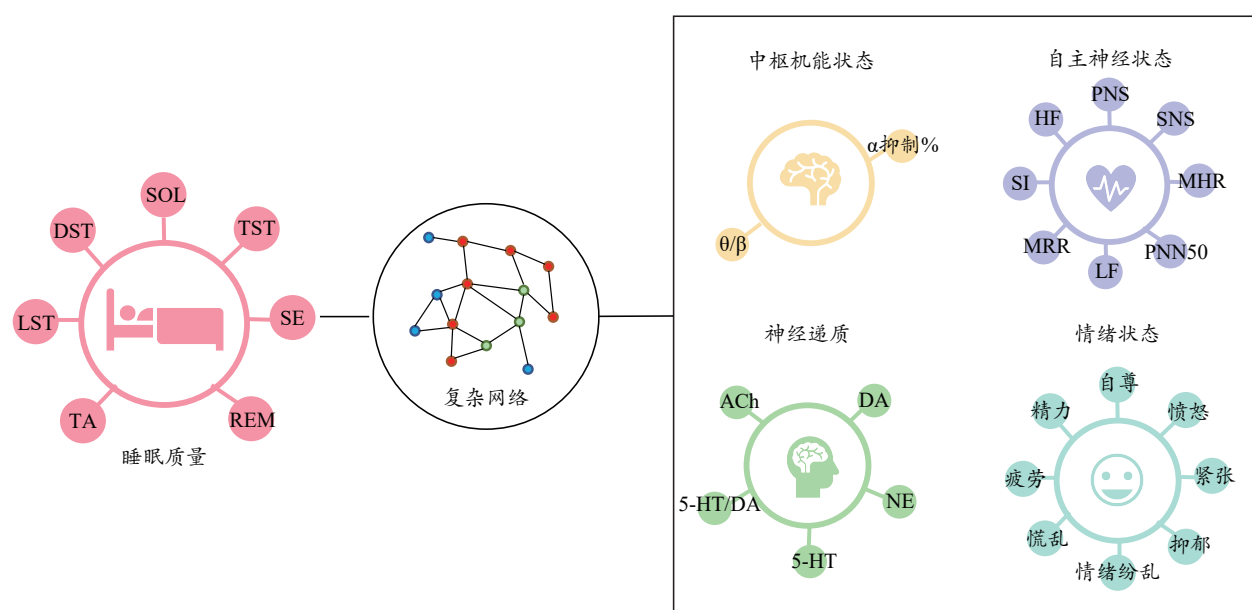 SOL
DST
TST
LST
SE
TA
REM
睡眠质量
复杂网络
中枢机能状态
α抑制%
θ/β
自主神经状态
PNS
HF
SNS
SI
MHR
MRR
PNN50
LF
神经递质
ACh
DA
5-HT/DA
NE
5-HT
情绪状态
自尊
精力
愤怒
疲劳
紧张
慌乱
抑郁
情绪纷乱